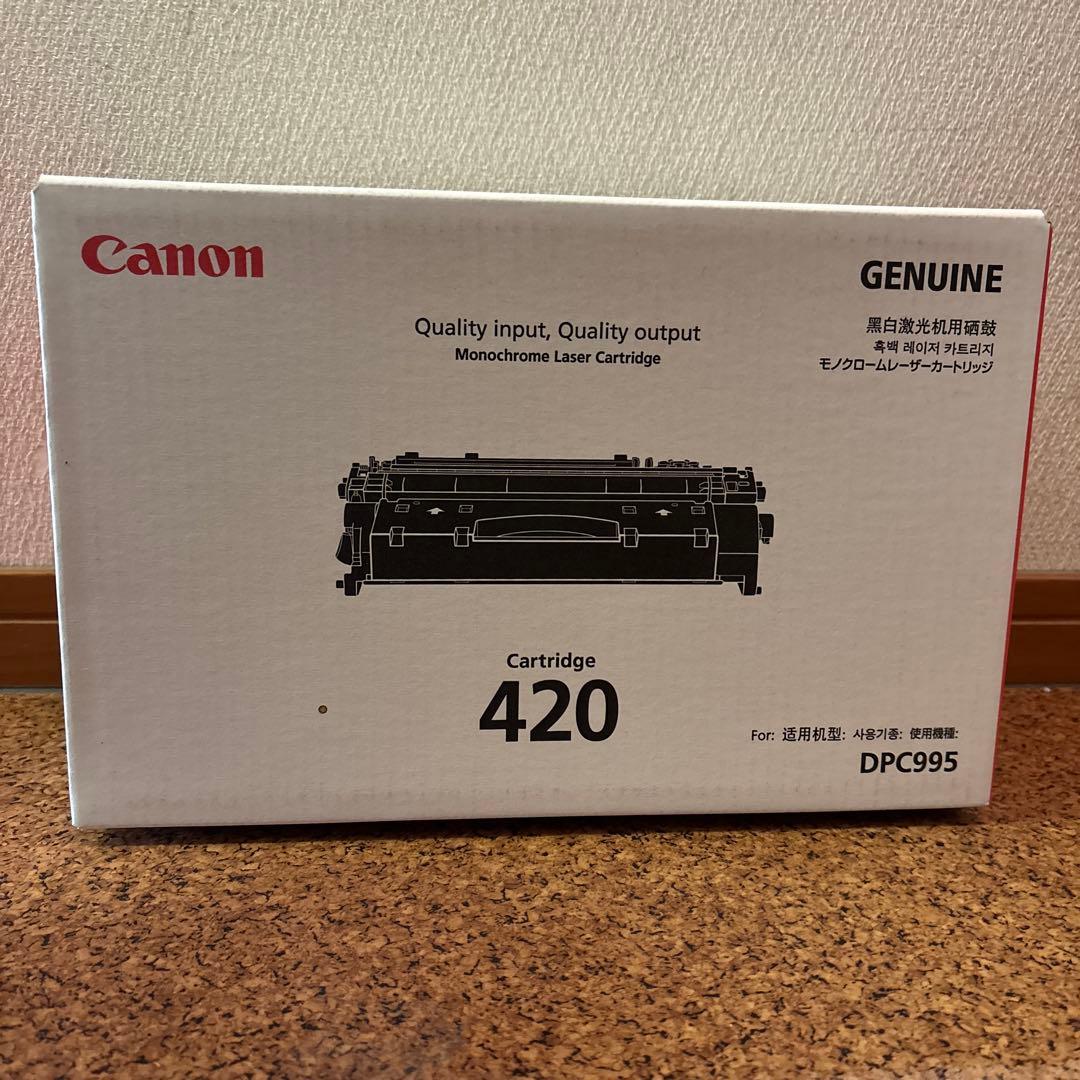 Canon
GENUINE
Quality input, Quality output
Monochrome Laser Cartridge
黑白激光机用硒鼓
흑백 레이저 카트리지
モノクロームレーザーカートリッジ
Cartridge
420
For: 适用机型: 사용기종: 使用機種:
DPC995